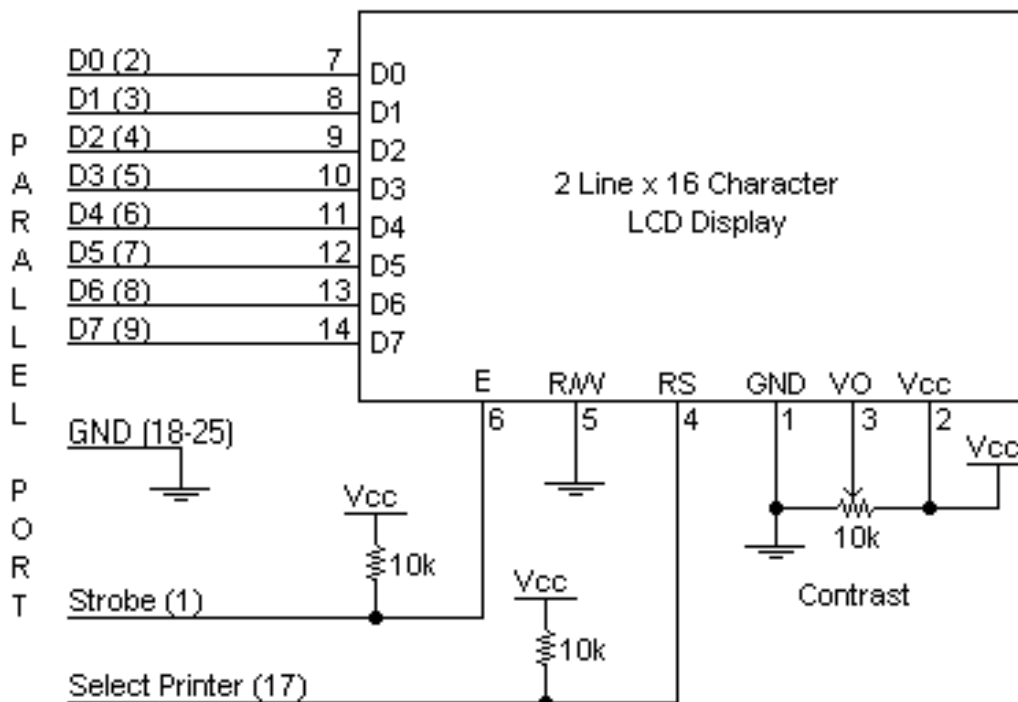 PARALLEL PORT
D0 (2) 7 D0
D1 (3) 8 D1
D2 (4) 9 D2
D3 (5) 10 D3
D4 (6) 11 D4
D5 (7) 12 D5
D6 (8) 13 D6
D7 (9) 14 D7
2 Line x 16 Character
LCD Display
E R/W RS GND VO Vcc
6 5 4 1 3 2
GND (18-25)
Vcc
Vcc
10k
10k
Contrast
Strobe (1)
Vcc
10k
Select Printer (17)